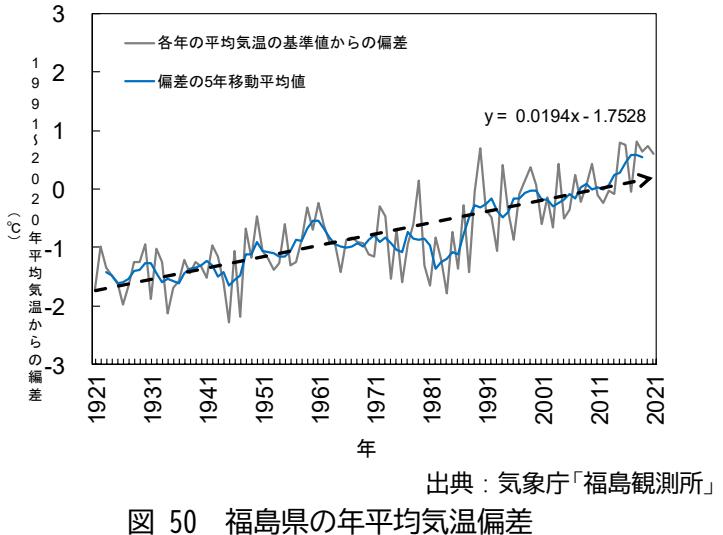 3
2
1
0
-1
-2
-3
各年の平均気温の基準値からの偏差
偏差の5年移動平均値
y = 0.0194x - 1.7528
1991~2020年平均気温からの編差
(℃)
1921
1931
1941
1951
1961
1971
1981
1991
2001
2011
2021
年
出典：気象庁｢福島観測所」
図 50 福島県の年平均気温偏差